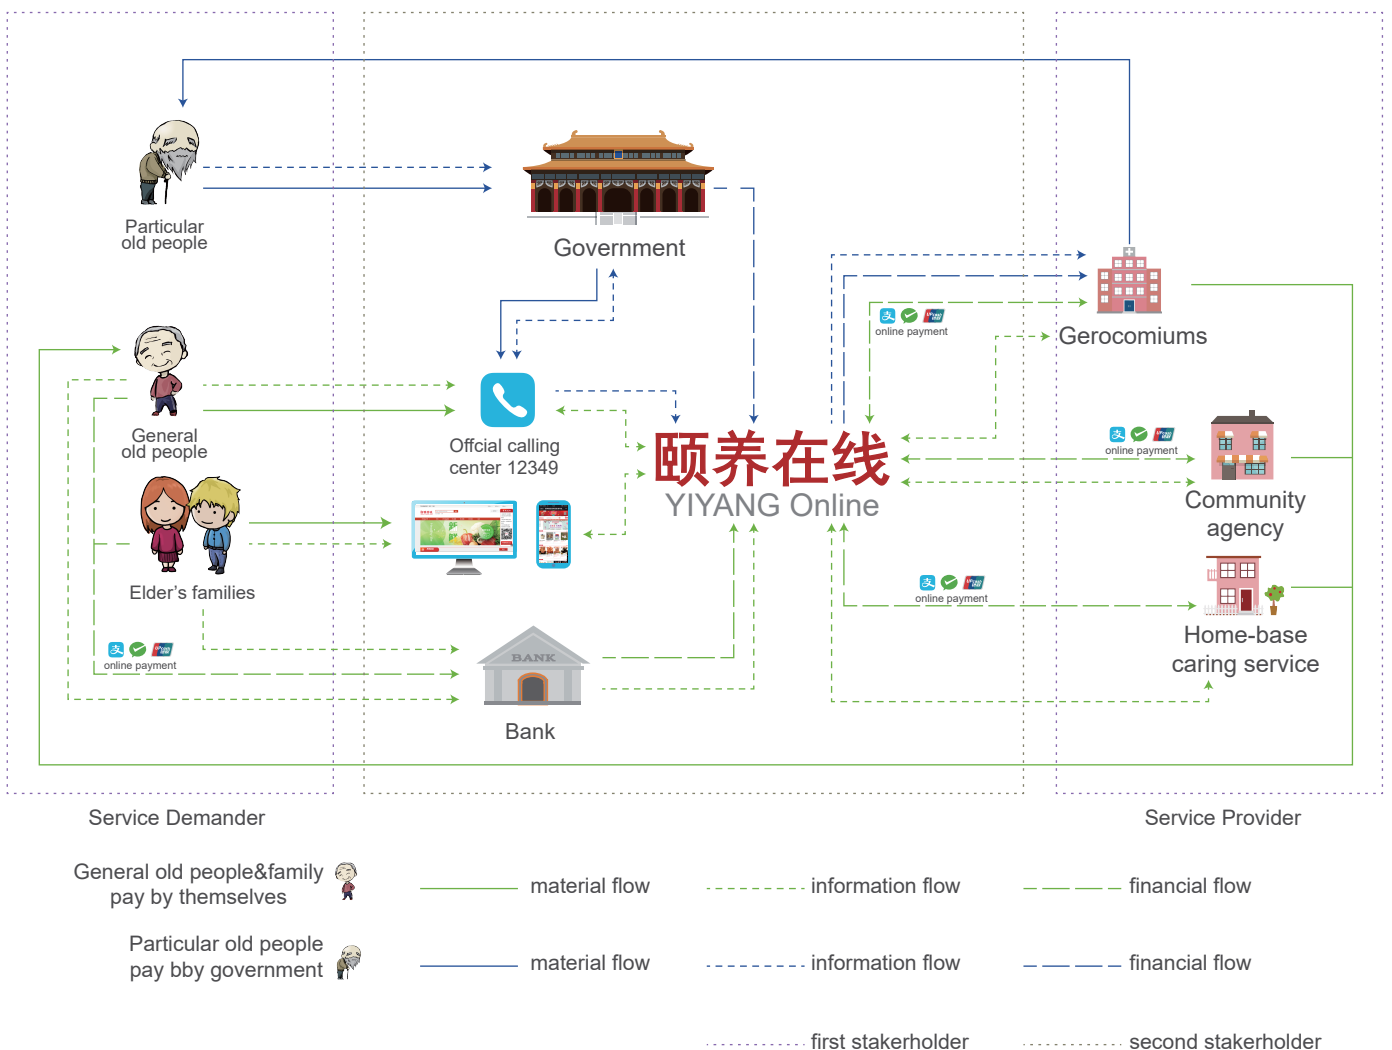 Particular
old people
Government
Gerocomiums
online payment
General
old people
Offcial calling
center 12349
颐养在线
YIYANG Online
online payment
Community
agency
Elder's families
online payment
Home-base
caring service
online payment
BANK
Bank
Service Demander
Service Provider
General old people&family
pay by themselves
material flow
information flow
financial flow
Particular old people
pay bby government
material flow
information flow
financial flow
first stakerholder
second stakerholder